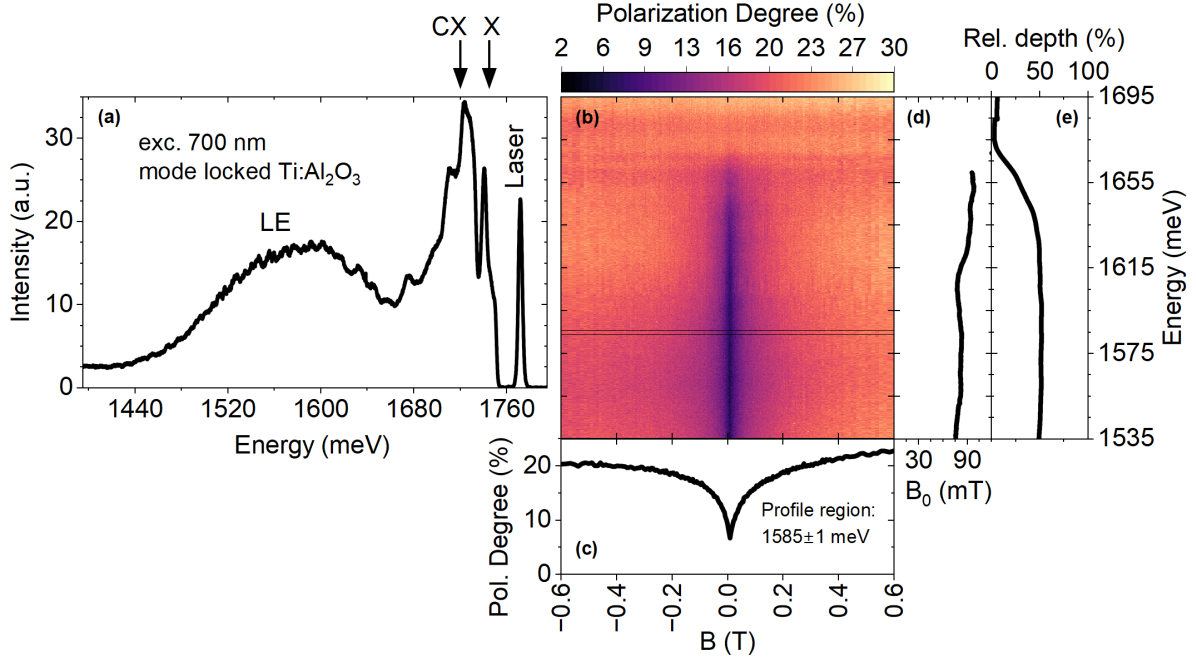 CX X
Polarization Degree (%)
2 6 9 13 16 20 23 27 30
Rel. depth (%)
0 50 100
(a)
exc. 700 nm
mode locked Ti:Al₂O₃
LE
Laser
Intensity (a.u.)
30
20
10
0
1440 1520 1600 1680 1760
Energy (meV)
(b)
(d)
(e)
1695
1655
1615
1575
1535
Energy (meV)
30 90
B₀ (mT)
Pol. Degree (%)
20
10
0
(c)
Profile region:
1585±1 meV
−0.6 −0.4 −0.2 0.0 0.2 0.4 0.6
B (T)